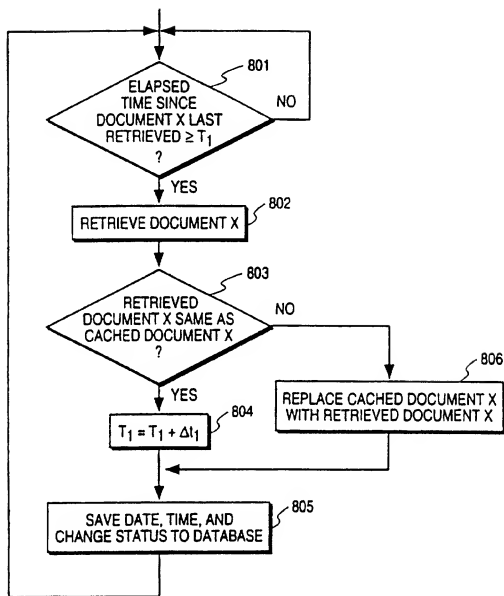 801
ELAPSED
TIME SINCE
DOCUMENT X LAST
RETRIEVED ≥ T1
?
NO
YES
802
RETRIEVE DOCUMENT X
803
RETRIEVED
DOCUMENT X SAME AS
CACHED DOCUMENT X
?
NO
YES
806
REPLACE CACHED DOCUMENT X
WITH RETRIEVED DOCUMENT X
804
T1 = T1 + Δt1
805
SAVE DATE, TIME, AND
CHANGE STATUS TO DATABASE